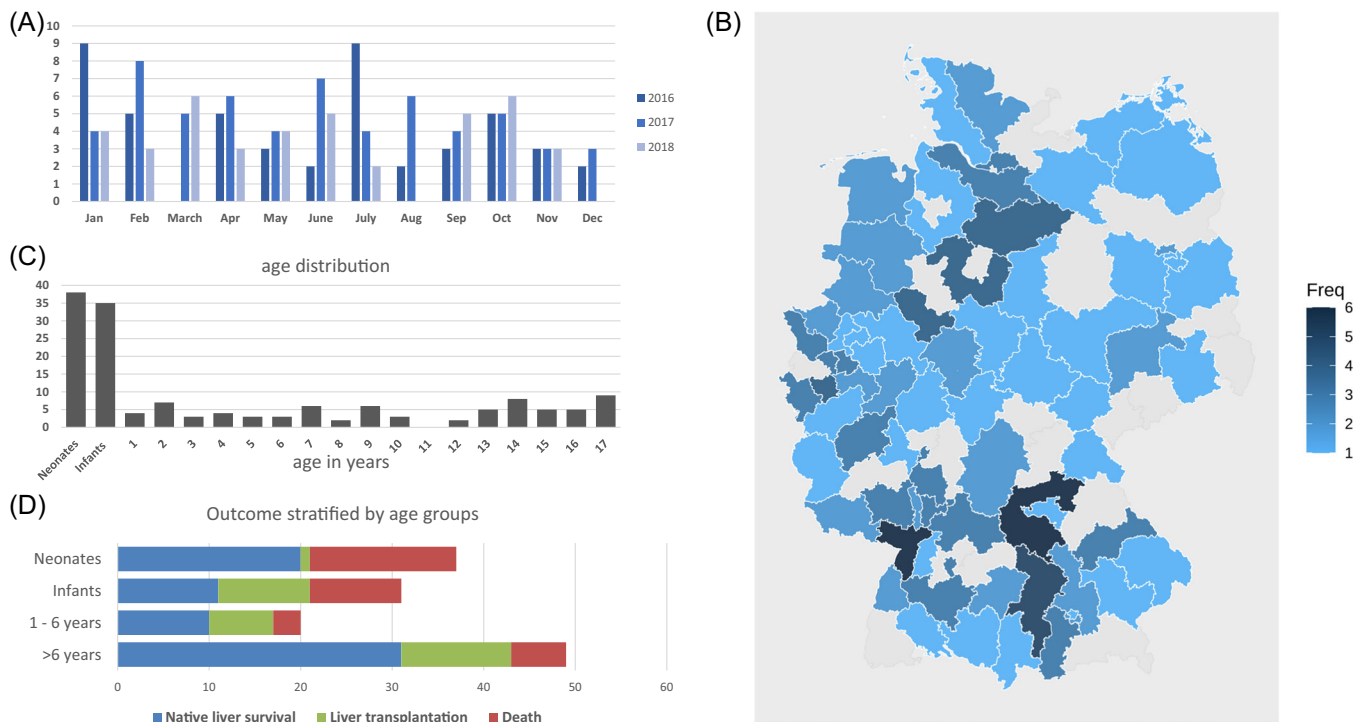 (A)
10
9
8
7
6
5
4
3
2
1
0
Jan Feb March Apr May June July Aug Sep Oct Nov Dec
2016
2017
2018
(B)
Freq
6
5
4
3
2
1
(C)
age distribution
40
35
30
25
20
15
10
5
0
Neonates Infants 1 2 3 4 5 6 7 8 9 10 11 12 13 14 15 16 17
age in years
(D)
Outcome stratified by age groups
Neonates
Infants
1 - 6 years
>6 years
0 10 20 30 40 50 60
Native liver survival Liver transplantation Death